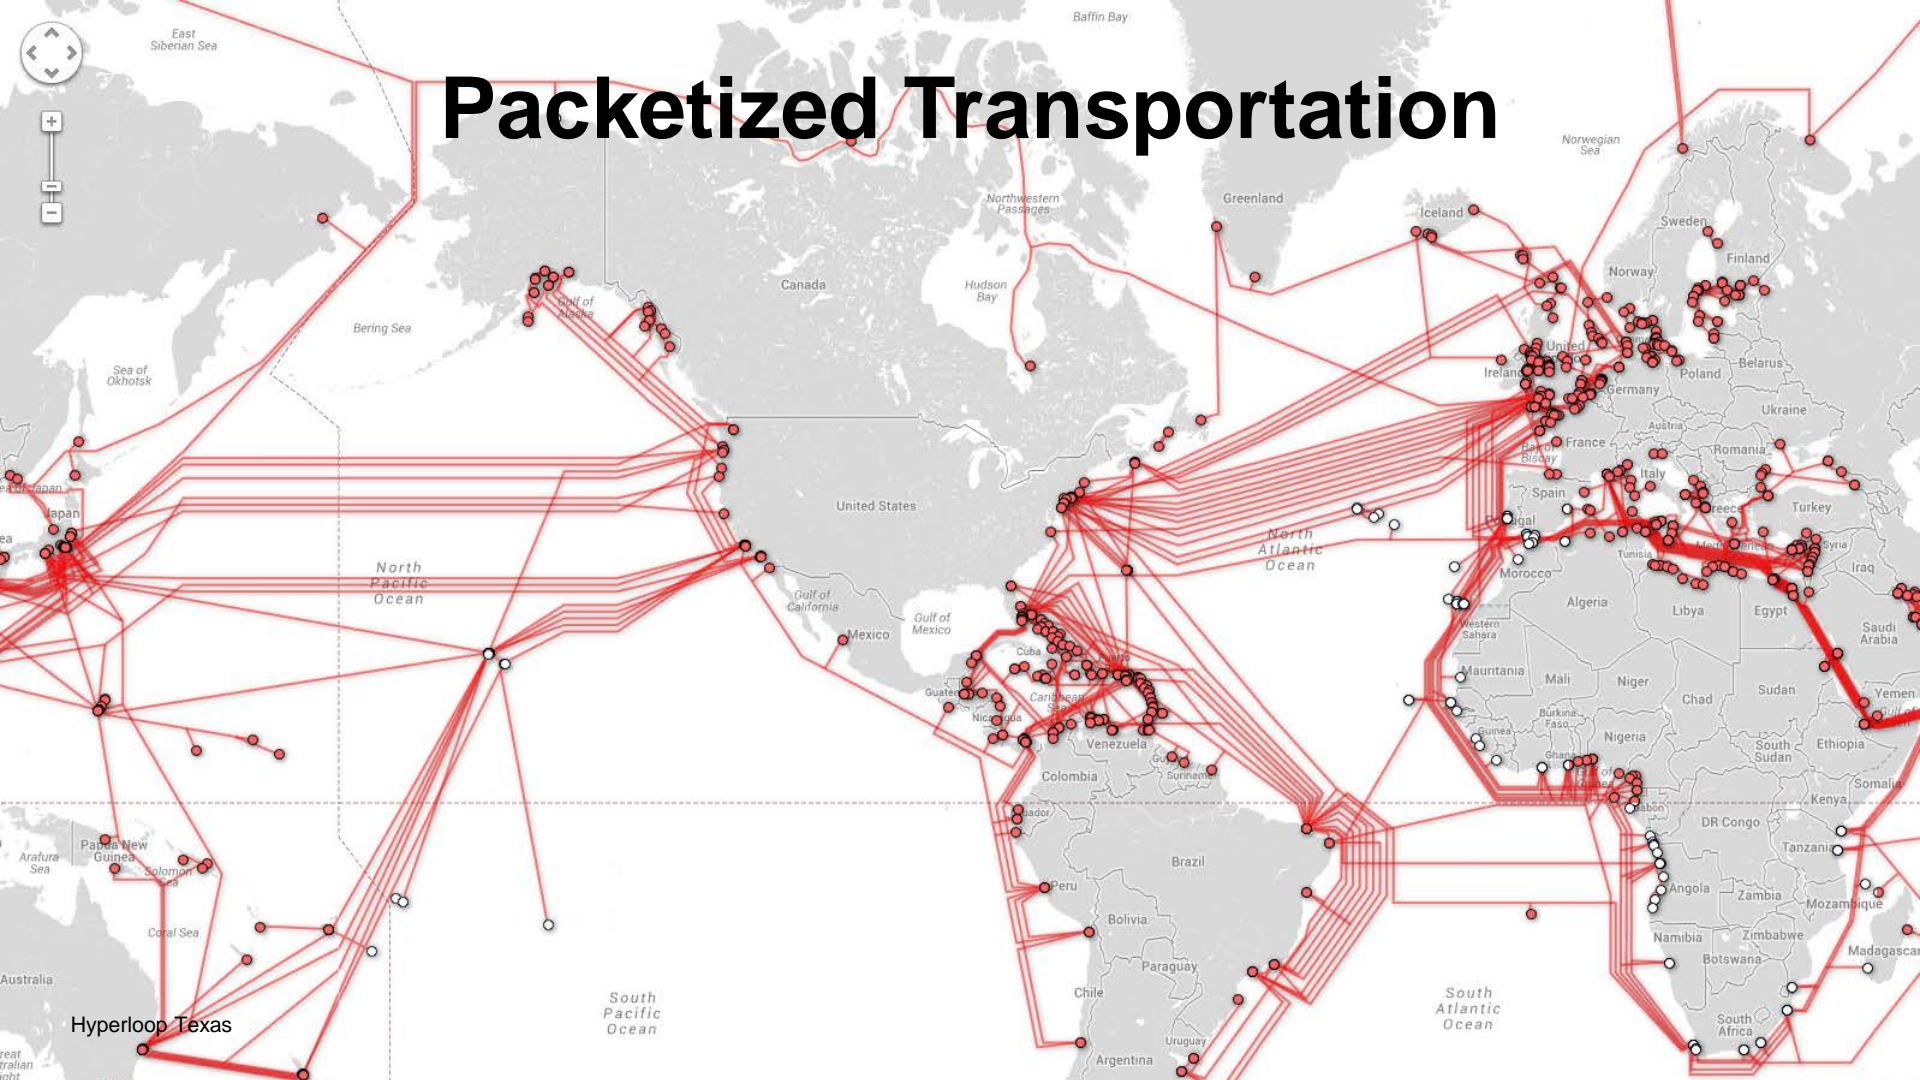 Baffin Bay
East
Siberian Sea
Packetized Transportation
Norwegian
Sea
Northwestern
Passages
Greenland
Iceland
Sweden
Finland
Norway
Canada
Hudson
Bay
Gulf of
Alaska
Bering Sea
Sea of
Okhotsk
United
Ireland
Belarus
Poland
Germany
Ukraine
Austria
France
Bay of
Biscay
Romania
Italy
Spain
Portugal
Turkey
Japan
United States
North
Atlantic
Ocean
Tunisia
Syria
Iraq
Morocco
North
Pacific
Ocean
Gulf of
California
Gulf of
Mexico
Algeria
Libya
Egypt
Saudi
Arabia
Western
Sahara
Mexico
Cuba
Mauritania
Mali
Niger
Chad
Sudan
Yemen
Caribbean
Nicaragua
Burkina
Faso
Guinea
Nigeria
Ghana
South
Sudan
Ethiopia
Venezuela
Suriname
Colombia
Somalia
Kenya
DR Congo
Tanzania
Papua New
Guinea
Solomon
Sea
Arafura
Sea
Brazil
Peru
Angola
Zambia
Mozambique
Bolivia
Coral Sea
Namibia
Zimbabwe
Botswana
Madagascar
Paraguay
Australia
Chile
South
Pacific
Ocean
South
Atlantic
Ocean
South
Africa
Hyperloop Texas
Uruguay
Argentina